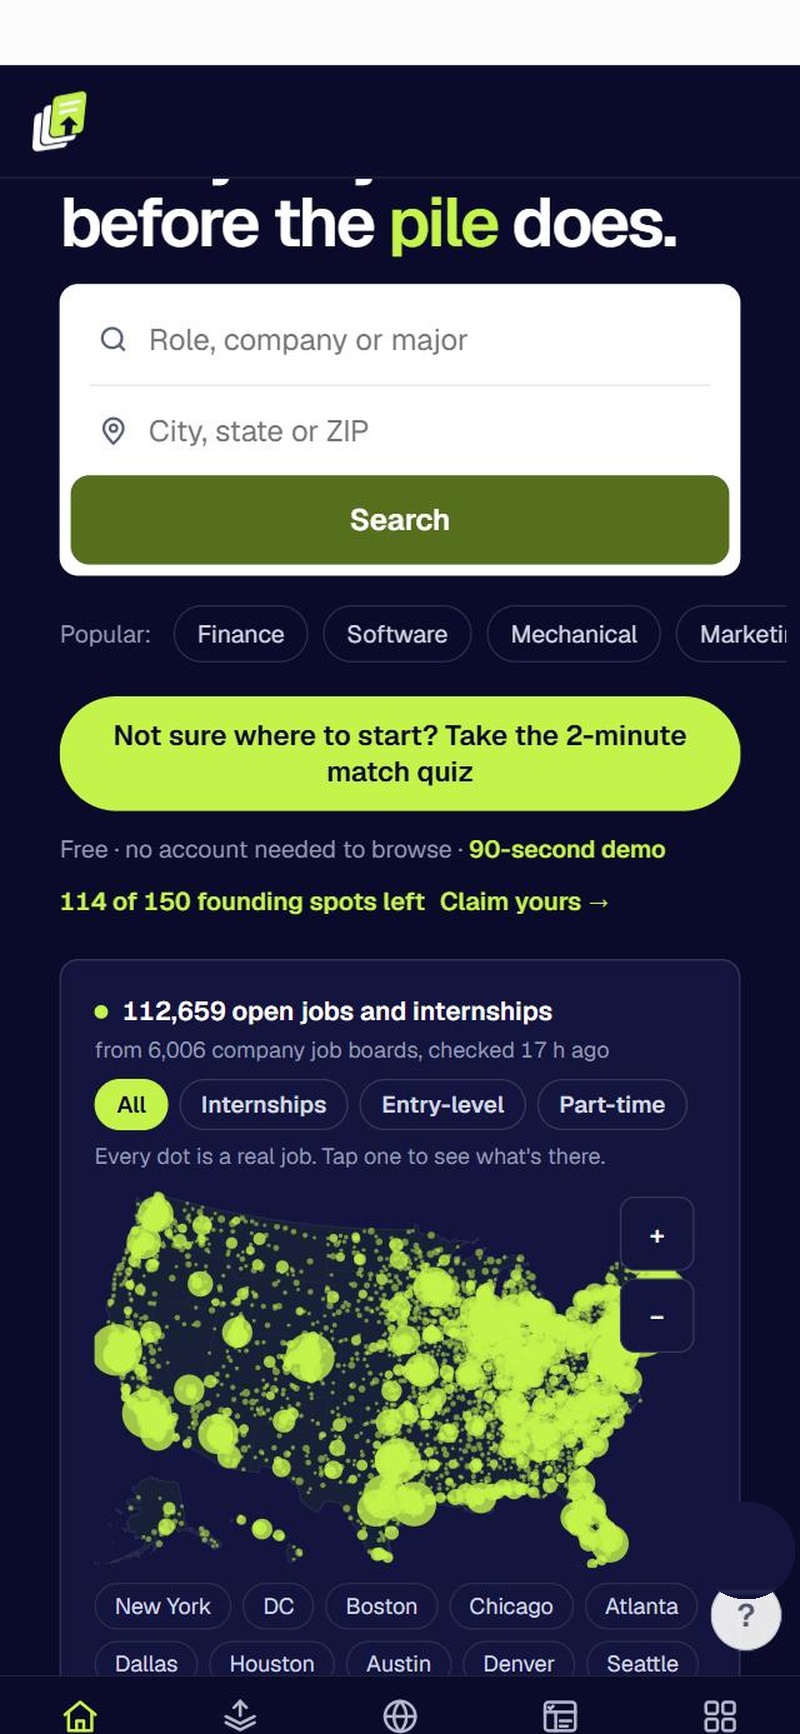 before the pile does.
Role, company or major
City, state or ZIP
Search
Popular: Finance Software Mechanical
Not sure where to start? Take the 2-minute
match quiz
Free · no account needed to browse · 90-second demo
114 of 150 founding spots left Claim yours →
112,659 open jobs and internships
from 6,006 company job boards, checked 17 h ago
All Internships Entry-level Part-time
Every dot is a real job. Tap one to see what's there.
+
−
New York DC Boston Chicago Atlanta
?
Dallas Houston Austin Denver Seattle